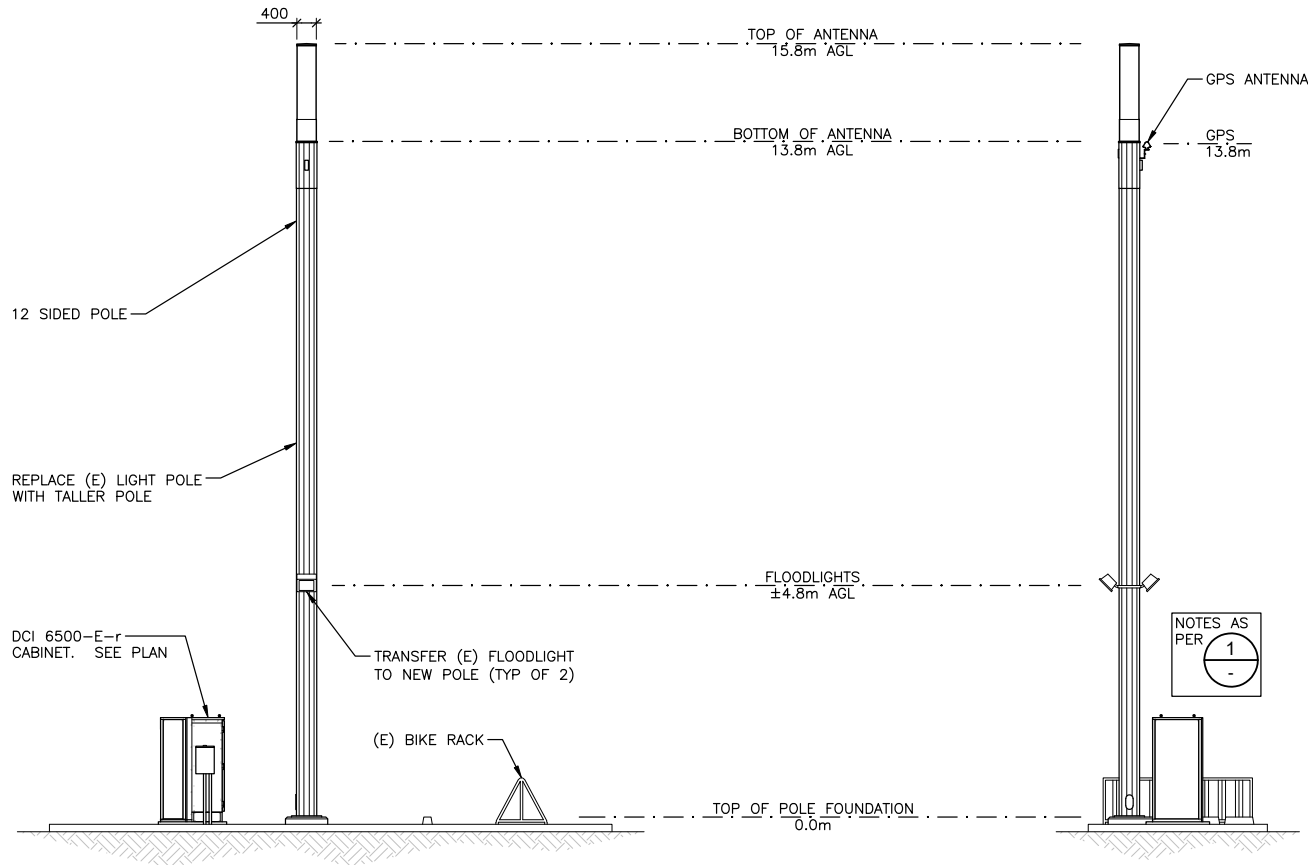 400
TOP OF ANTENNA
15.8m AGL
GPS ANTENNA
BOTTOM OF ANTENNA
13.8m AGL
GPS
13.8m
12 SIDED POLE
REPLACE (E) LIGHT POLE
WITH TALLER POLE
FLOODLIGHTS
±4.8m AGL
DCI 6500-E-r
CABINET. SEE PLAN
TRANSFER (E) FLOODLIGHT
TO NEW POLE (TYP OF 2)
NOTES AS
PER
1
-
(E) BIKE RACK
TOP OF POLE FOUNDATION
0.0m